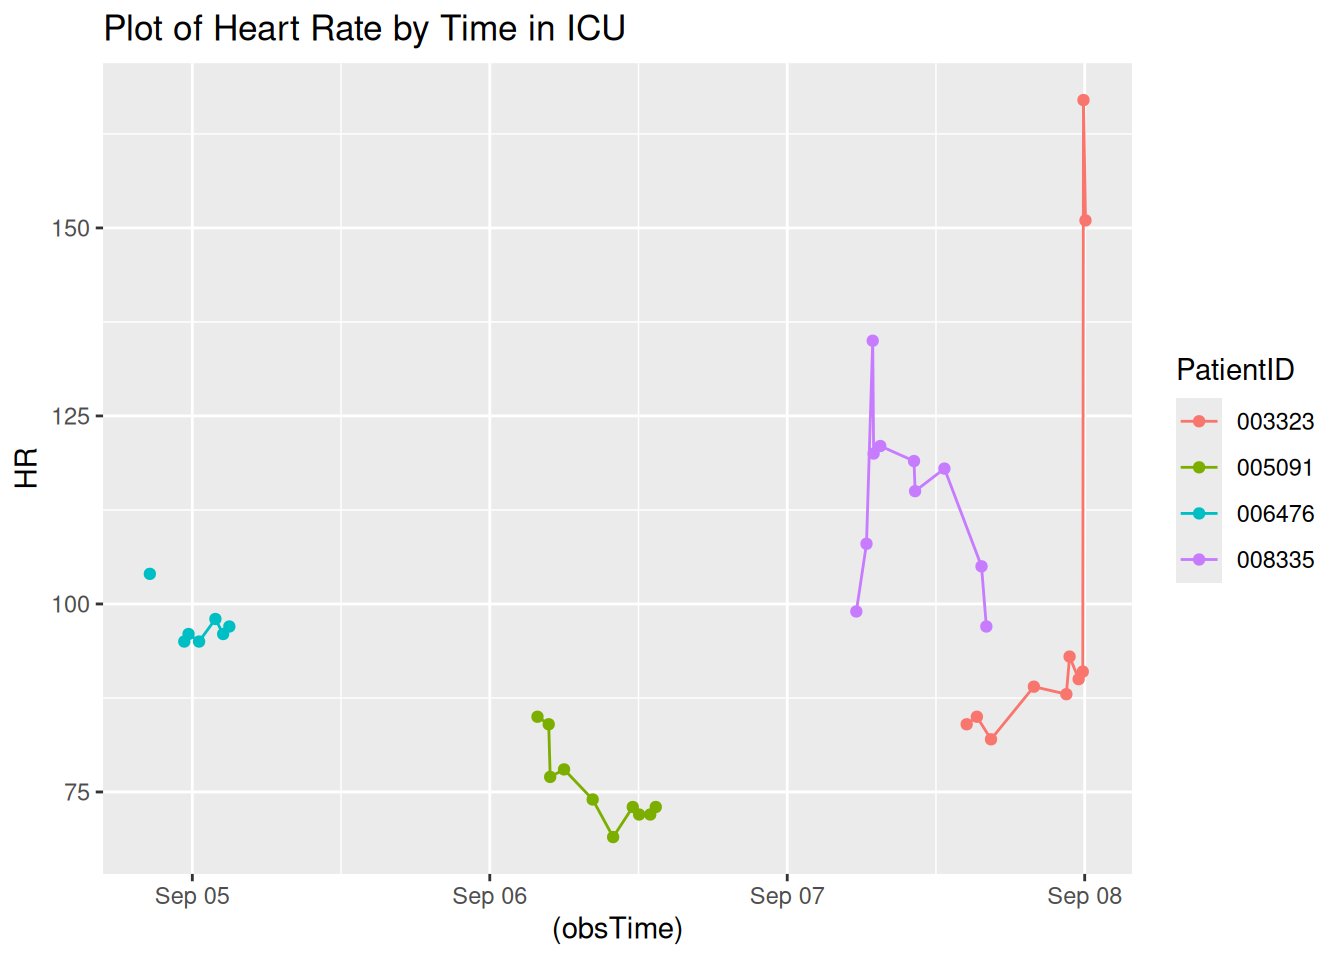 Plot of Heart Rate by Time in ICU
HR
150
125
100
75
Sep 05
Sep 06
Sep 07
Sep 08
(obsTime)
PatientID
003323
005091
006476
008335